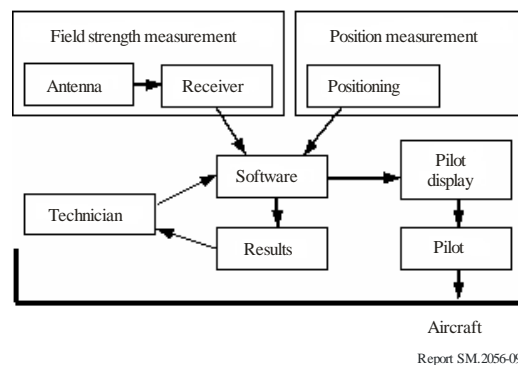 Field strength measurement
Position measurement
Antenna
Receiver
Positioning
Software
Pilot
display
Technician
Results
Pilot
Aircraft
Report SM.2056-09